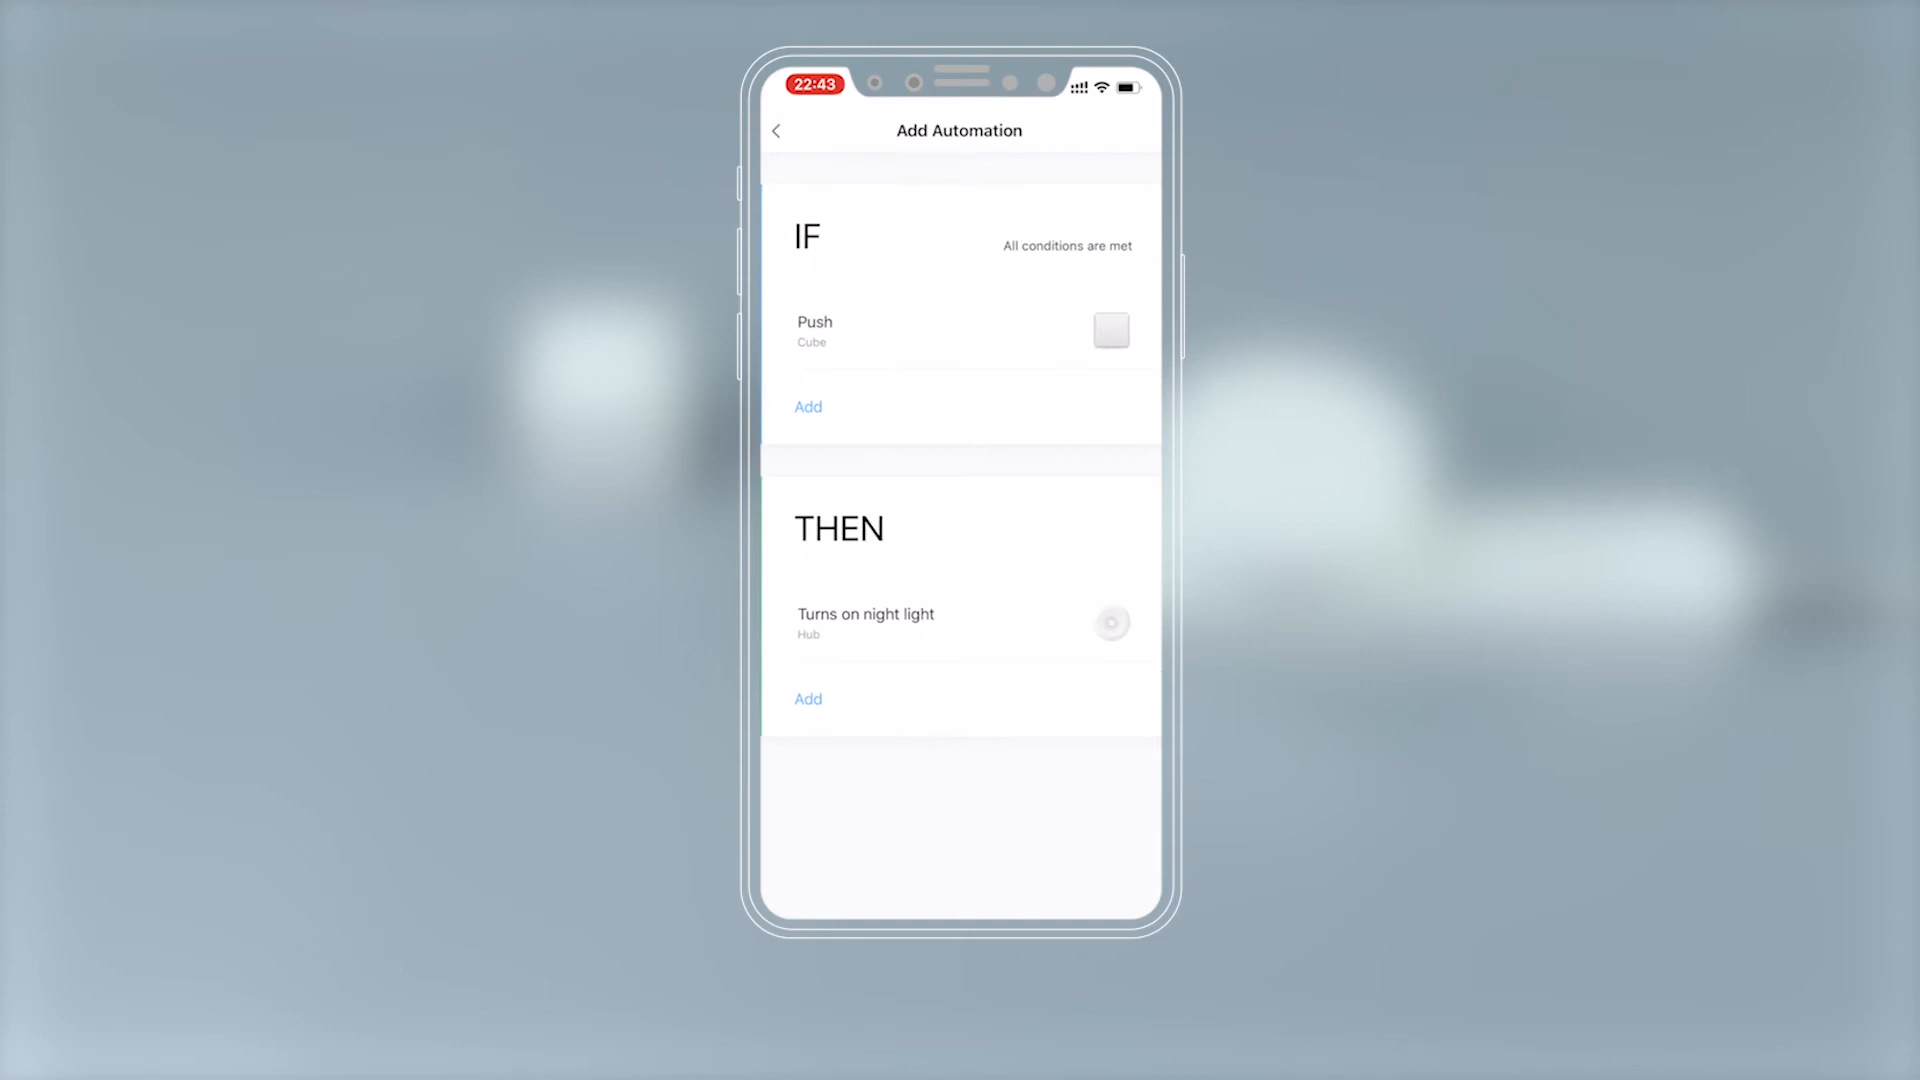 22:43
Add Automation
IF
All conditions are met
Push
Cube
Add
THEN
Turns on night light
Hub
Add